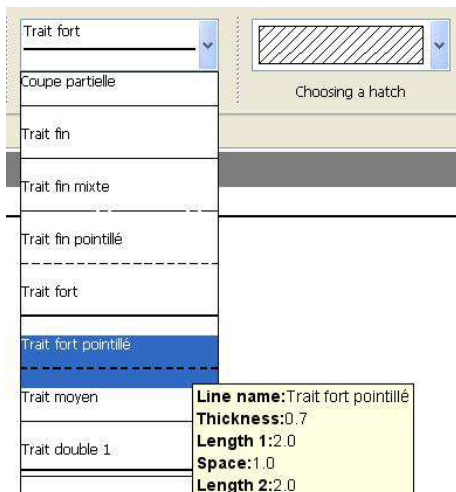 Trait fort
Choosing a hatch
Coupe partielle
Trait fin
Trait fin mixte
Trait fin pointillé
Trait fort
Trait fort pointillé
Trait moyen
Trait double 1
Line name:Trait fort pointillé
Thickness:0.7
Length 1:2.0
Space:1.0
Length 2:2.0